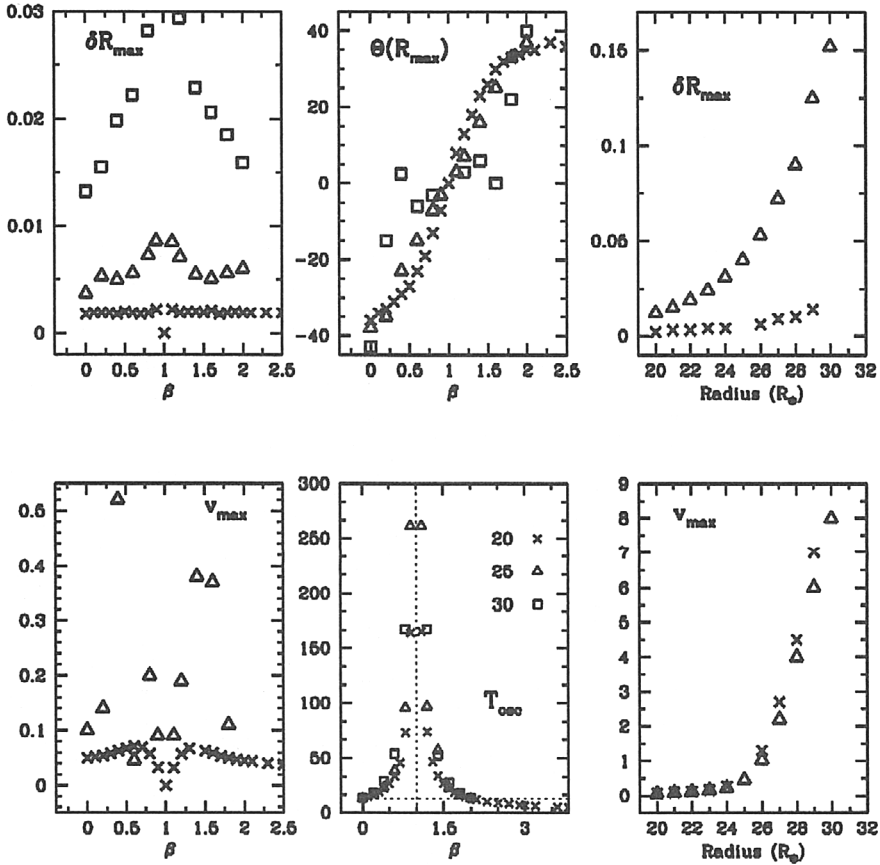 0.03
0.02
0.01
0
δR_max
0 0.5 1 1.5 2 2.5
β
40
20
0
-20
-40
Θ(R_max)
0 0.5 1 1.5 2 2.5
β
0.15
0.1
0.05
0
δR_max
20 22 24 26 28 30 32
Radius (R_⊙)
0.5
0.4
0.3
0.2
0.1
0
v_max
0 0.5 1 1.5 2 2.5
β
300
250
200
150
100
50
0
20
25
30
T_osc
0 1.5 3
β
9
8
7
6
5
4
3
2
1
0
v_max
20 22 24 26 28 30 32
Radius (R_⊙)